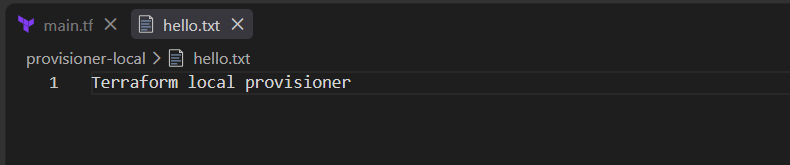 main.tf hello.txt
provisioner-local > hello.txt
1 Terraform local provisioner